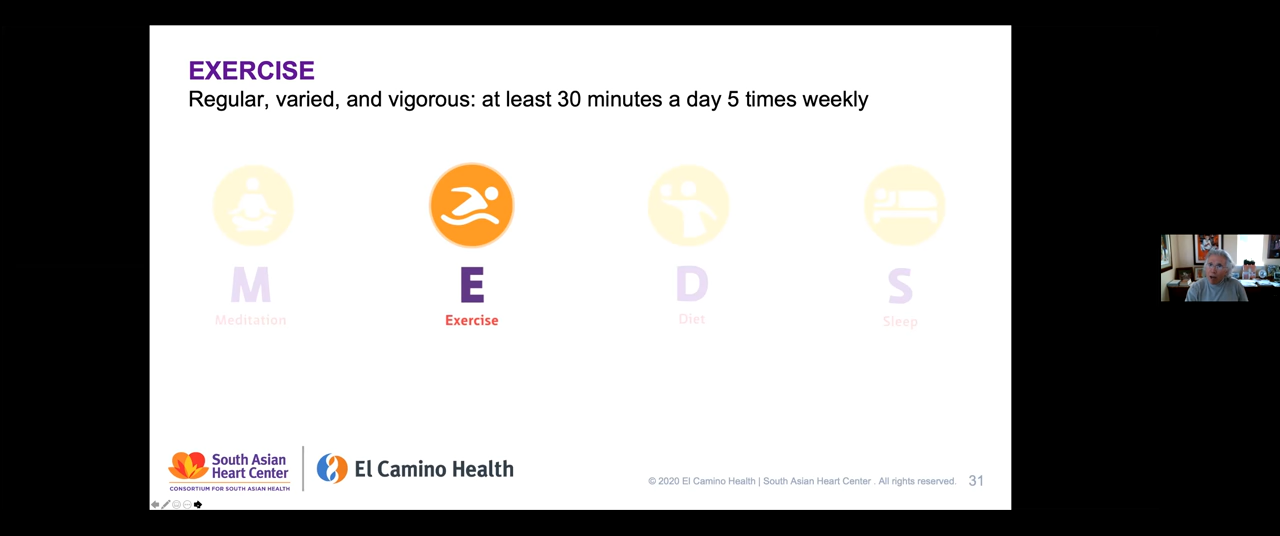 EXERCISE
Regular, varied, and vigorous: at least 30 minutes a day 5 times weekly
M
E
D
S
Meditation
Exercise
Diet
Sleep
South Asian
Heart Center
CONSORTIUM FOR SOUTH ASIAN HEALTH
El Camino Health
© 2020 El Camino Health | South Asian Heart Center . All rights reserved.
31